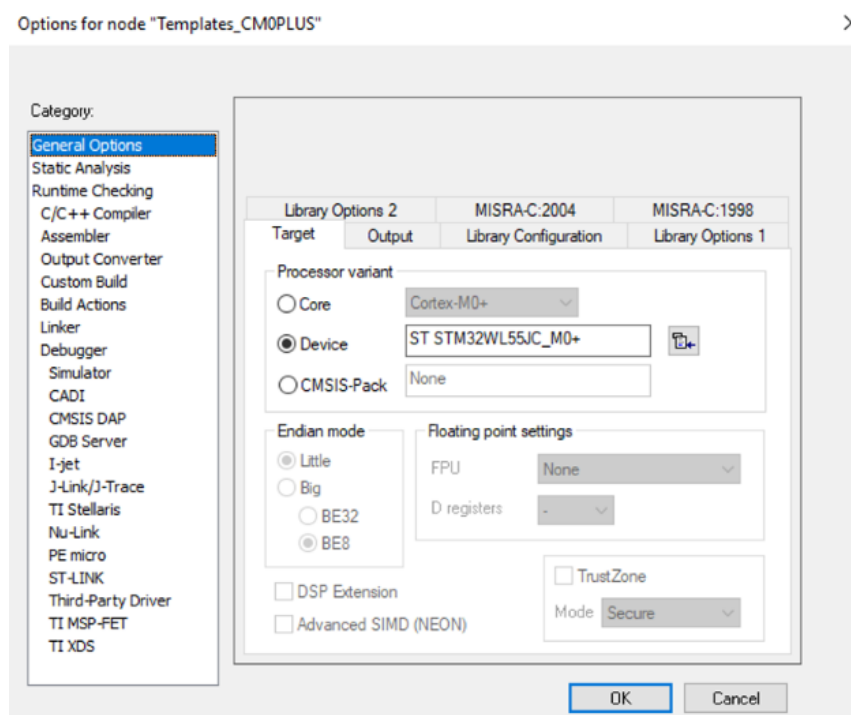 Options for node "Templates_CM0PLUS"
Category:
General Options
Static Analysis
Runtime Checking
C/C++ Compiler
Assembler
Output Converter
Custom Build
Build Actions
Linker
Debugger
Simulator
CADI
CMSIS DAP
GDB Server
I-jet
J-Link/J-Trace
TI Stellaris
Nu-Link
PE micro
ST-LINK
Third-Party Driver
TI MSP-FET
TI XDS
Library Options 2 MISRA-C:2004 MISRA-C:1998
Target Output Library Configuration Library Options 1
Processor variant
Core Cortex-M0+
Device ST STM32WL55JC_M0+
CMSIS-Pack None
Endian mode
Little
Big
BE32
BE8
Floating point settings
FPU None
D registers -
DSP Extension
Advanced SIMD (NEON)
TrustZone
Mode Secure
OK Cancel